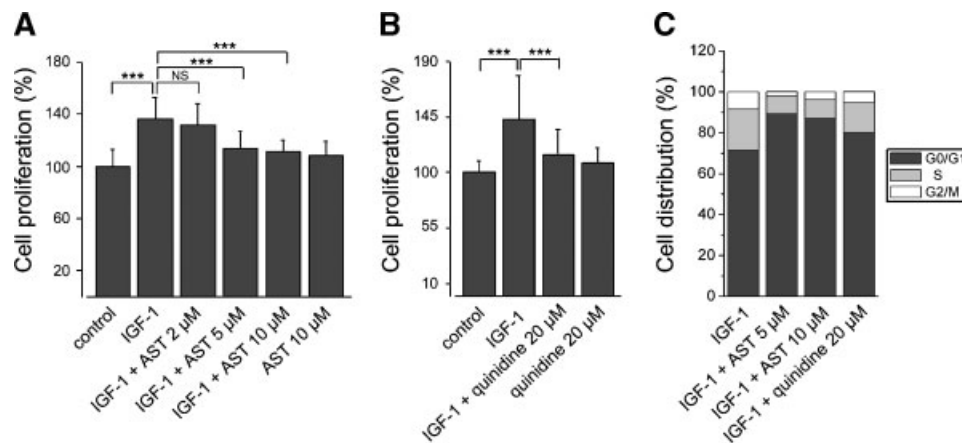 A
Cell proliferation (%)
180
140
100
60
20
***
***
***
NS
control
IGF-1
IGF-1 + AST 2 µM
IGF-1 + AST 5 µM
IGF-1 + AST 10 µM
AST 10 µM
B
Cell proliferation (%)
190
145
100
55
10
***
***
control
IGF-1
IGF-1 + quinidine 20 µM
quinidine 20 µM
C
Cell distribution (%)
120
100
80
60
40
20
0
IGF-1
IGF-1 + AST 5 µM
IGF-1 + AST 10 µM
IGF-1 + quinidine 20 µM
G0/G1
S
G2/M